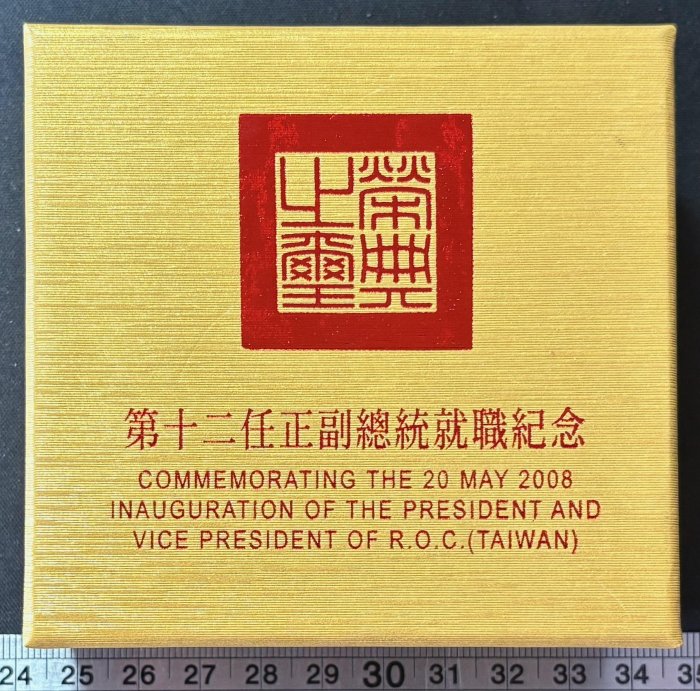 榮典之璽
第十二任正副總統就職紀念
COMMEMORATING THE 20 MAY 2008
INAUGURATION OF THE PRESIDENT AND
VICE PRESIDENT OF R.O.C.(TAIWAN)
24 25 26 27 28 29 30 31 32 33 34 35